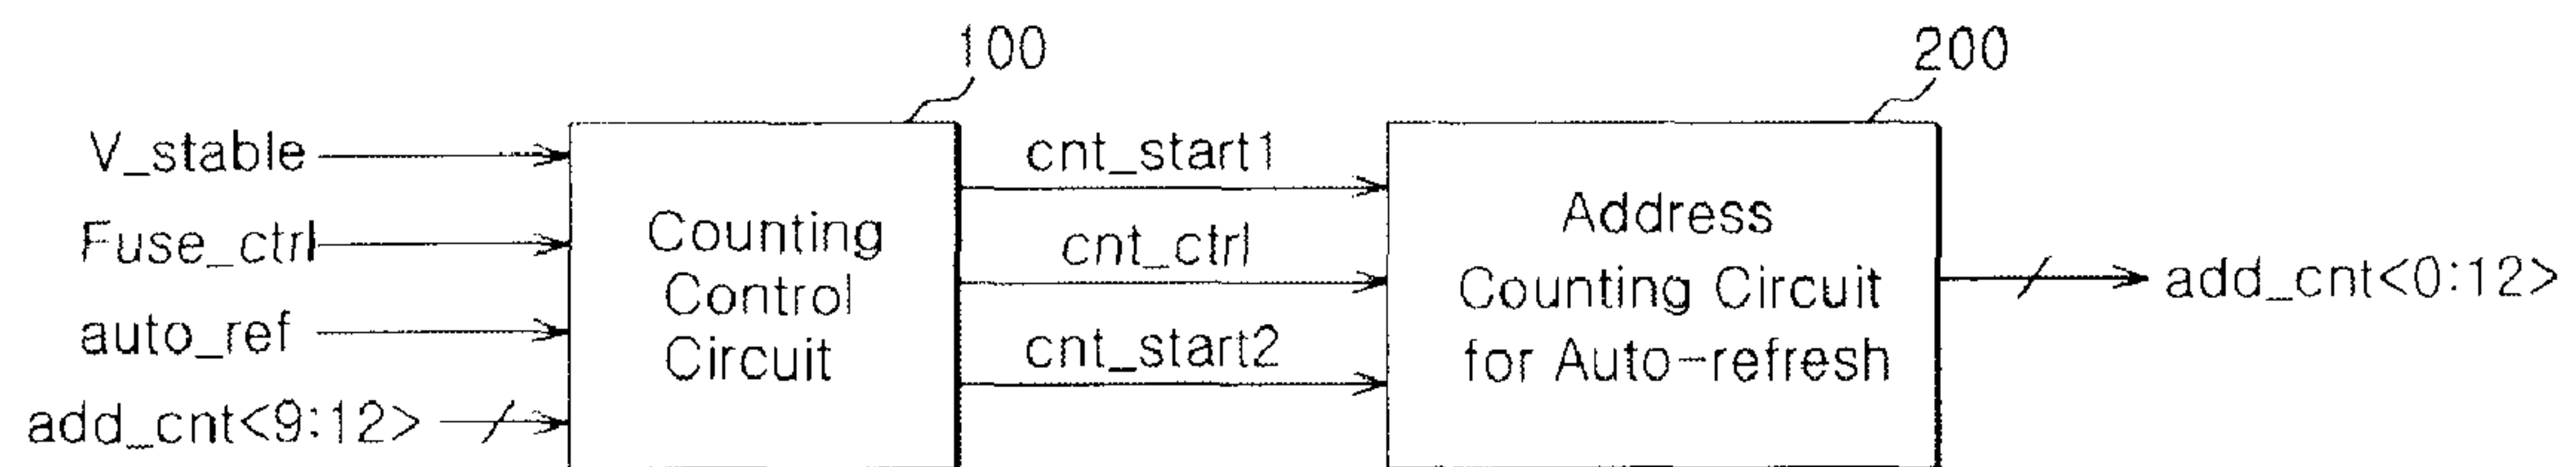 100
200
V_stable
Fuse_ctrl
auto_ref
add_cnt<9:12>
Counting
Control
Circuit
cnt_start1
cnt_ctrl
cnt_start2
Address
Counting Circuit
for Auto-refresh
add_cnt<0:12>